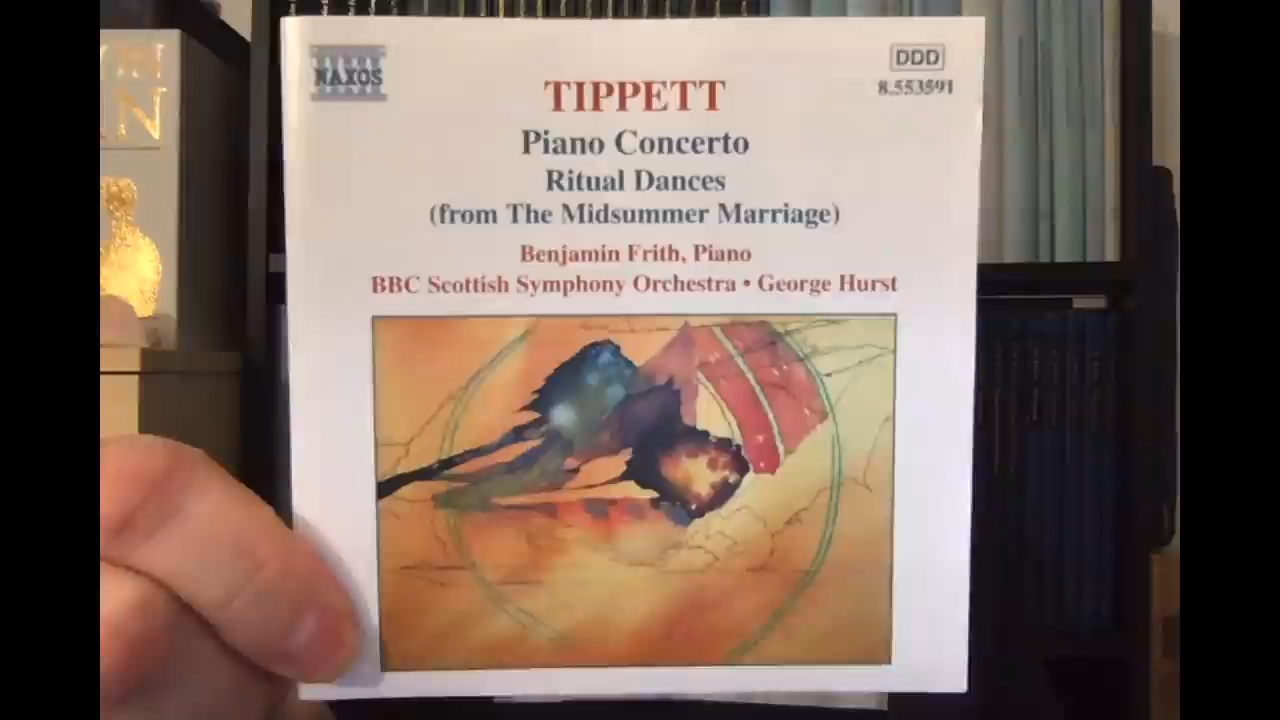 NAXOS
DDD
8.553591
TIPPETT
Piano Concerto
Ritual Dances
(from The Midsummer Marriage)
Benjamin Frith, Piano
BBC Scottish Symphony Orchestra • George Hurst